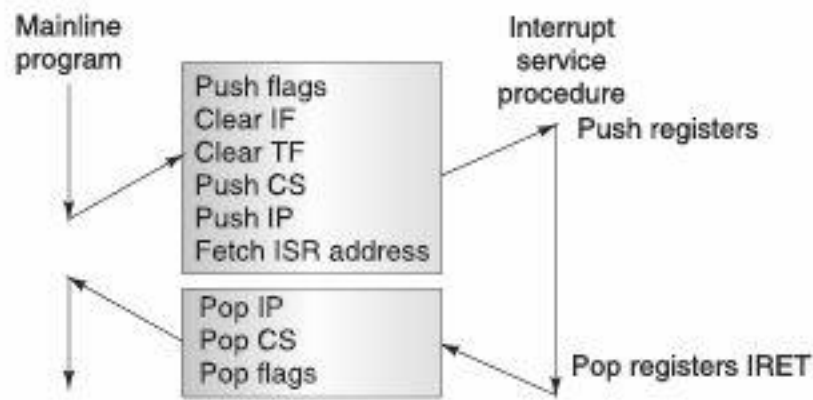 Mainline
program
Push flags
Clear IF
Clear TF
Push CS
Push IP
Fetch ISR address
Interrupt
service
procedure
Push registers
Pop IP
Pop CS
Pop flags
Pop registers IRET